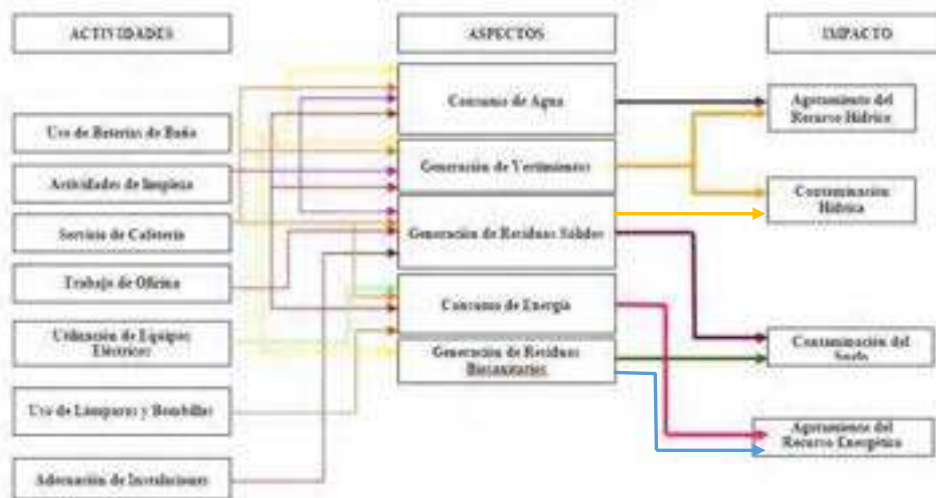 ACTIVIDADES
ASPECTOS
IMPACTO
Uso de Baterías de Baño
Actividades de limpieza
Servicio de Cafetería
Trabajo de Oficina
Utilización de Equipos
Eléctricos
Uso de Lámparas y Bombillas
Adecuación de Instalaciones
Consumo de Agua
Generación de Vertimientos
Generación de Residuos Sólidos
Consumo de Energía
Generación de Residuos
Biosanitarios
Agotamiento del
Recurso Hídrico
Contaminación
Hídrica
Contaminación del
Suelo
Agotamiento del
Recurso Energético